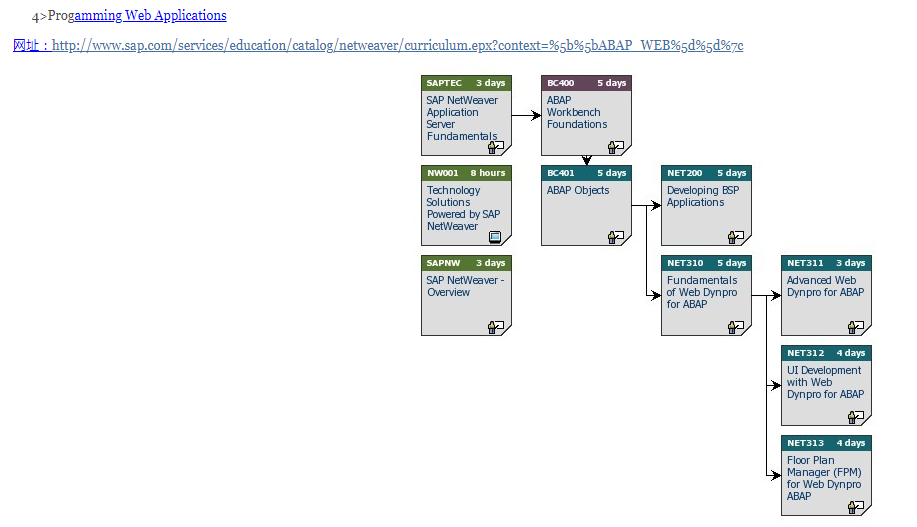 4>Progamming Web Applications
网址：http://www.sap.com/services/education/catalog/netweaver/curriculum.epx?context=%5b%5bABAP_WEB%5d%5d%7c
SAPTEC 3 days
SAP NetWeaver
Application
Server
Fundamentals
BC400 5 days
ABAP
Workbench
Foundations
NW001 8 hours
Technology
Solutions
Powered by SAP
NetWeaver
BC401 5 days
ABAP Objects
NET200 5 days
Developing BSP
Applications
SAPNW 3 days
SAP NetWeaver -
Overview
NET310 5 days
Fundamentals
of Web Dynpro
for ABAP
NET311 3 days
Advanced Web
Dynpro for ABAP
NET312 4 days
UI Development
with Web
Dynpro for ABAP
NET313 4 days
Floor Plan
Manager (FPM)
for Web Dynpro
ABAP